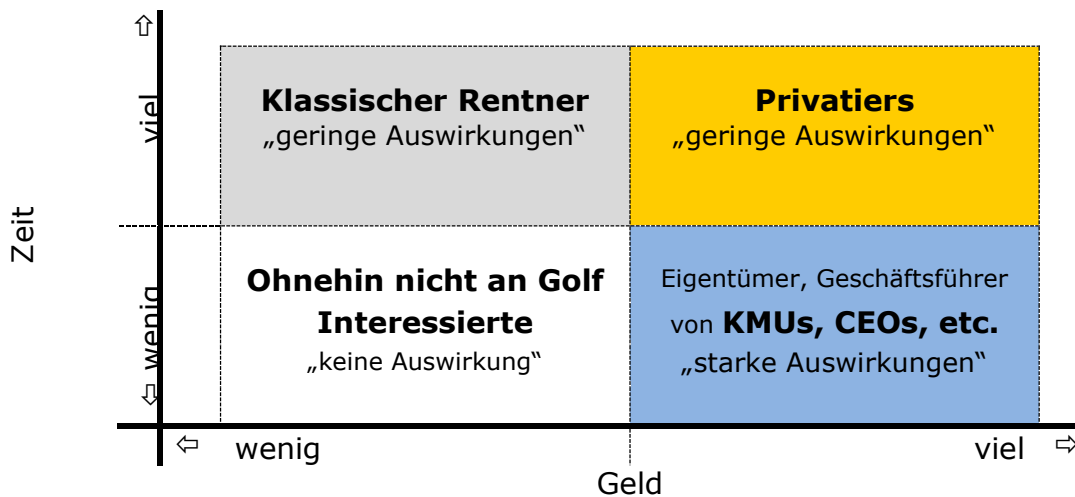 ⇧
viel
Zeit
wenig
⇩
Klassischer Rentner
„geringe Auswirkungen“
Privatiers
„geringe Auswirkungen“
Ohnehin nicht an Golf
Interessierte
„keine Auswirkung“
Eigentümer, Geschäftsführer
von KMUs, CEOs, etc.
„starke Auswirkungen“
⇦ wenig
viel ⇨
Geld